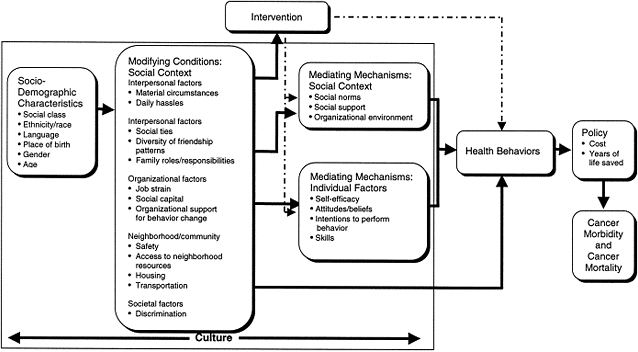 Intervention
Socio-
Demographic
Characteristics
• Social class
• Ethnicity/race
• Language
• Place of birth
• Gender
• Age
Modifying Conditions:
Social Context
Interpersonal factors
• Material circumstances
• Daily hassles
Interpersonal factors
• Social ties
• Diversity of friendship
patterns
• Family roles/responsibilities
Organizational factors
• Job strain
• Social capital
• Organizational support
for behavior change
Neighborhood/community
• Safety
• Access to neighborhood
resources
• Housing
• Transportation
Societal factors
• Discrimination
Mediating Mechanisms:
Social Context
• Social norms
• Social support
• Organizational environment
Mediating Mechanisms:
Individual Factors
• Self-efficacy
• Attitudes/beliefs
• Intentions to perform
behavior
• Skills
Health Behaviors
Policy
• Cost
• Years of
life saved
Cancer
Morbidity
and
Cancer
Mortality
Culture